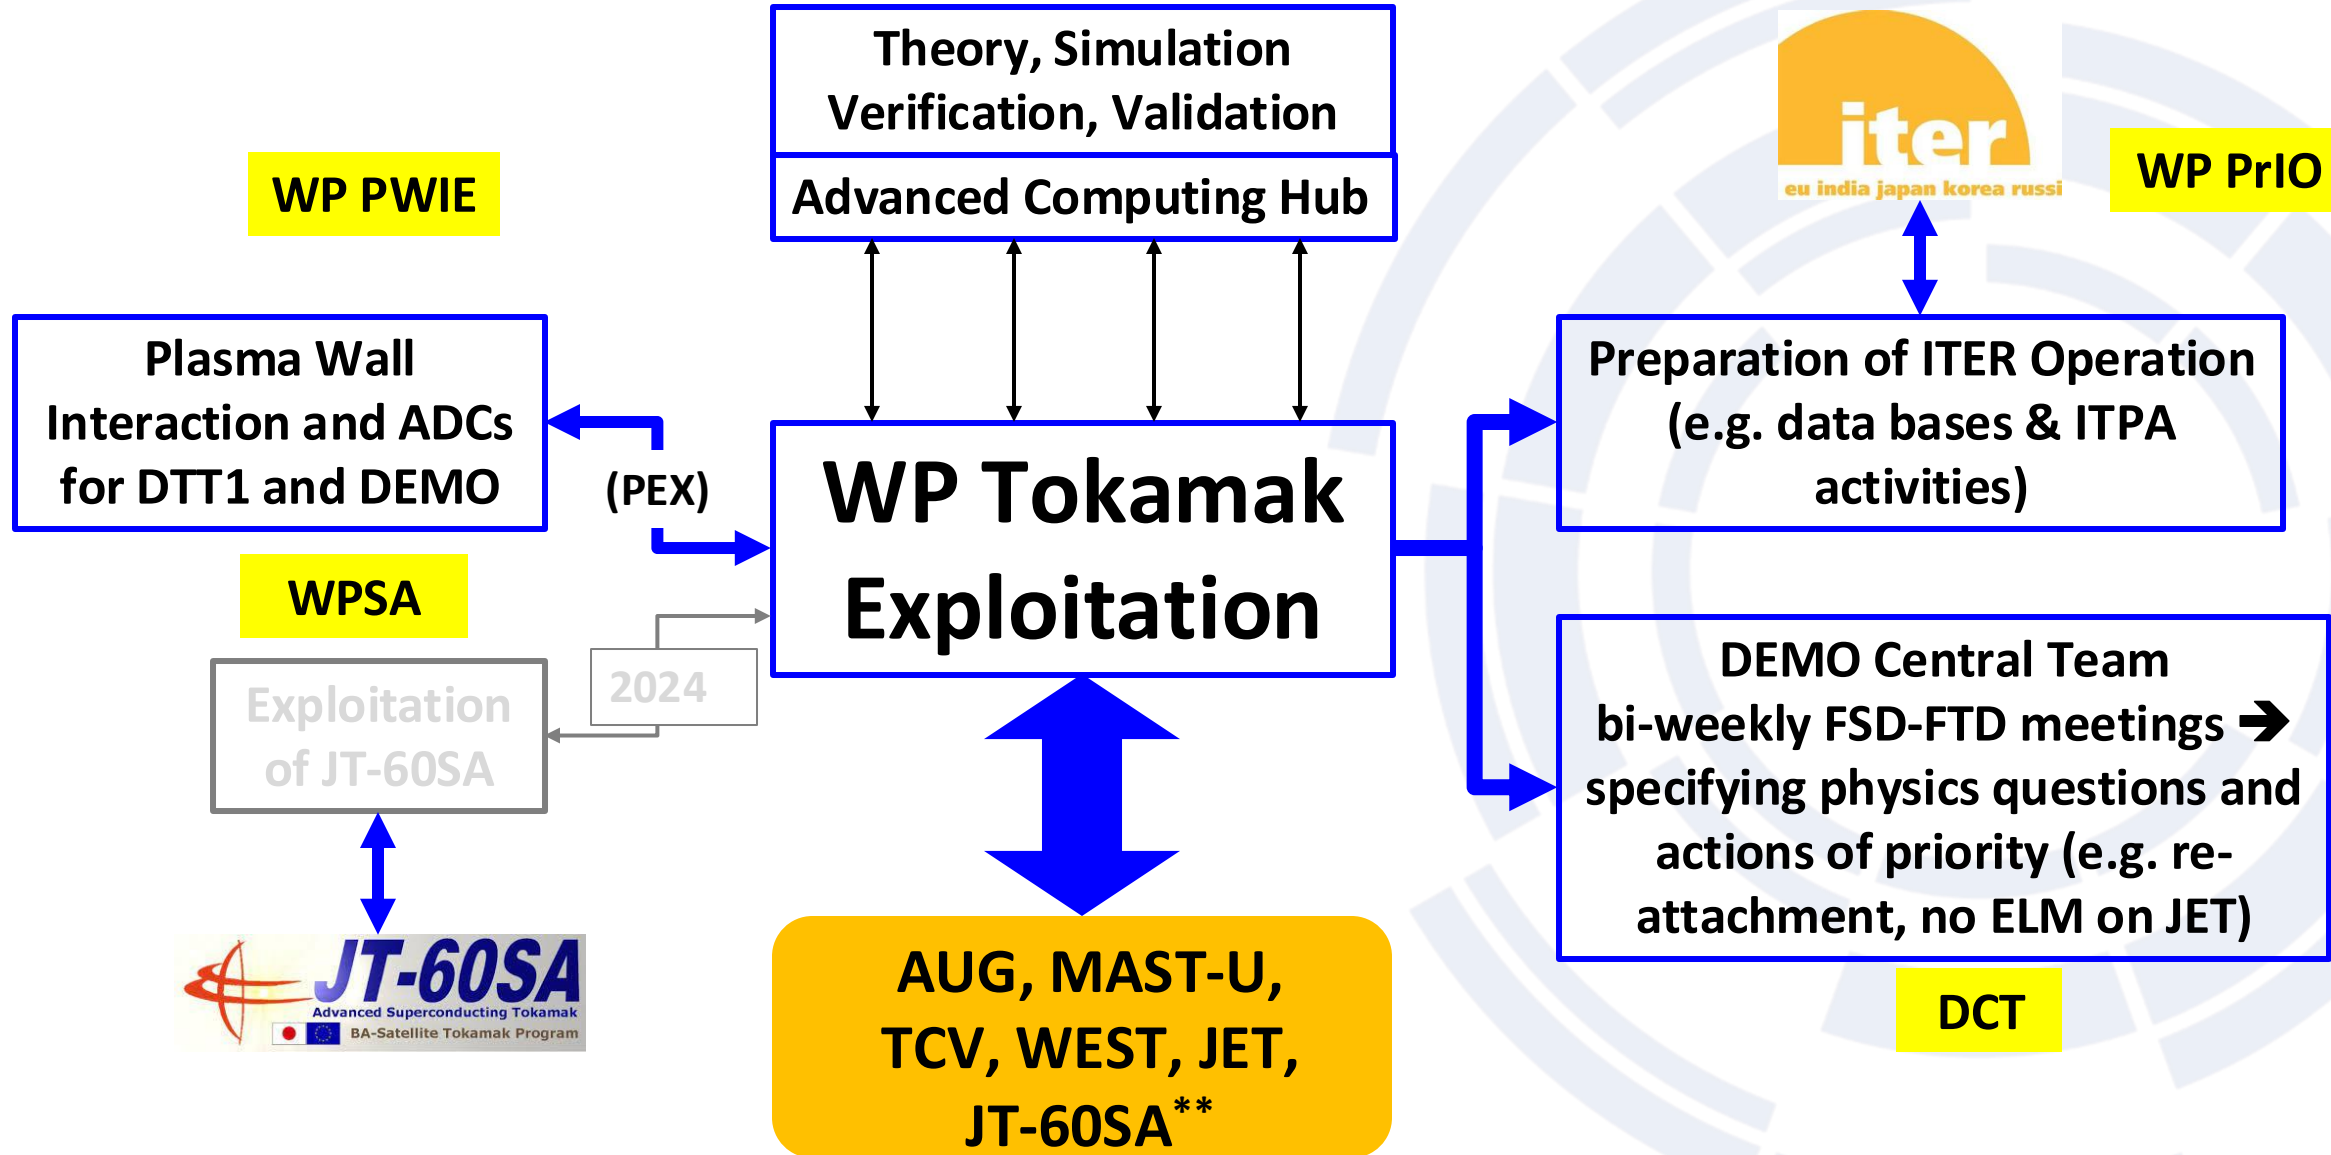 Theory, Simulation
Verification, Validation
Advanced Computing Hub
iter
eu india japan korea russi
WP PrIO
WP PWIE
Plasma Wall
Interaction and ADCs
for DTT1 and DEMO
(PEX)
WP Tokamak
Exploitation
Preparation of ITER Operation
(e.g. data bases & ITPA
activities)
WPSA
Exploitation
of JT-60SA
2024
DEMO Central Team
bi-weekly FSD-FTD meetings ➔
specifying physics questions and
actions of priority (e.g. re-
attachment, no ELM on JET)
DCT
JT-60SA
Advanced Superconducting Tokamak
BA-Satellite Tokamak Program
AUG, MAST-U,
TCV, WEST, JET,
JT-60SA**